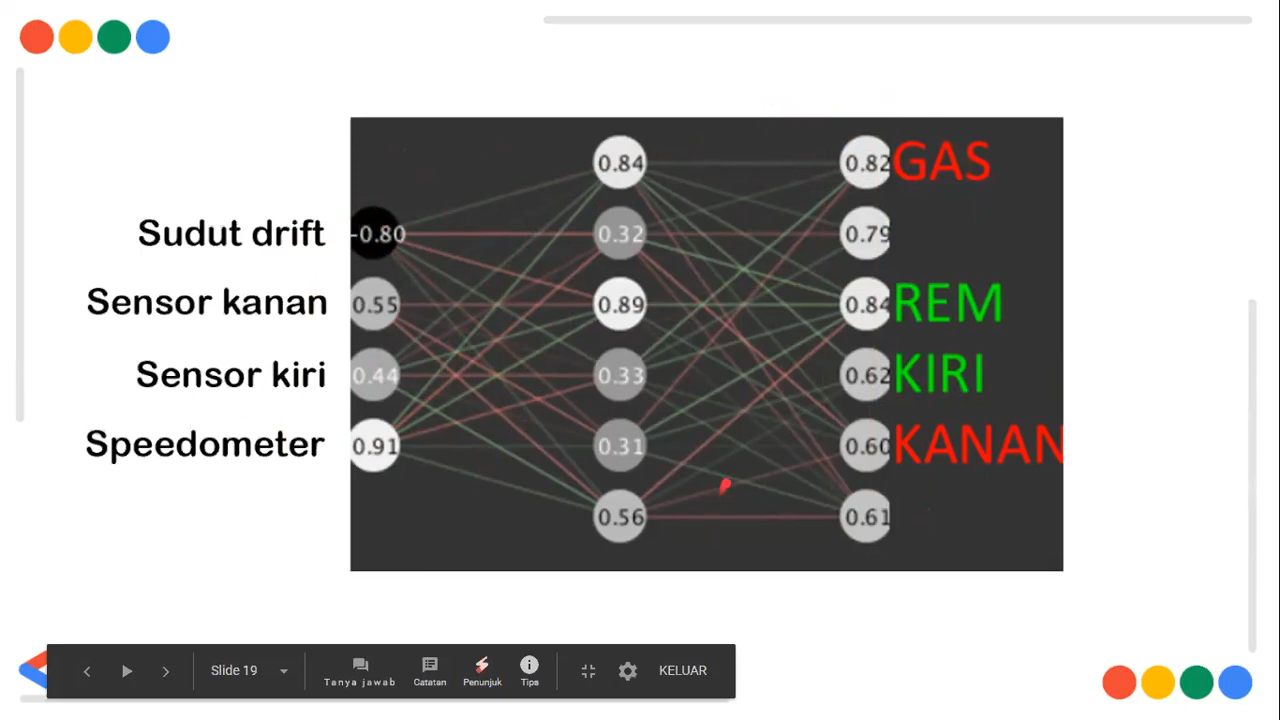 0.84
0.82 GAS
Sudut drift
-0.80
0.32
0.79
Sensor kanan
0.55
0.89
0.84 REM
Sensor kiri
0.44
0.33
0.62 KIRI
Speedometer
0.91
0.31
0.60 KANAN
0.56
0.61
Slide 19
Tanya jawab
Catatan
Penunjuk
Tips
KELUAR